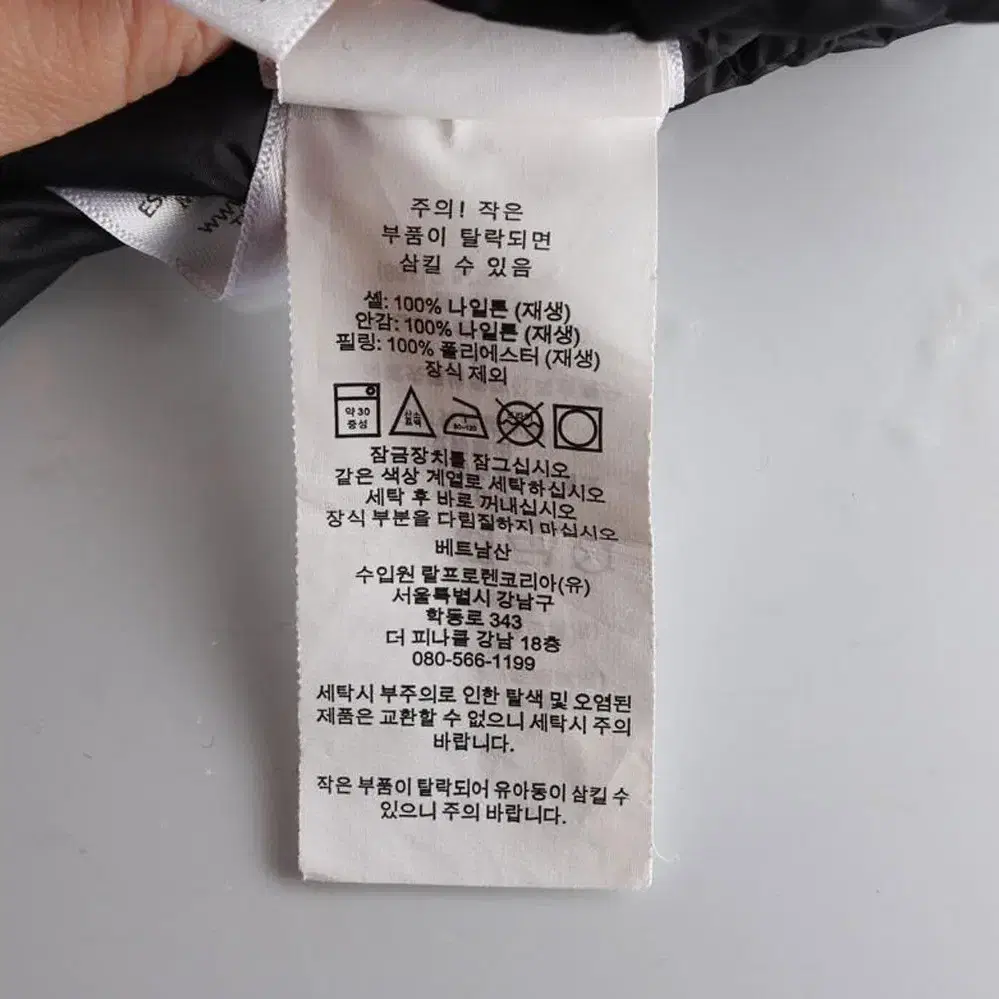 ES
www.
주의! 작은
부품이 탈락되면
삼킬 수 있음
셸: 100% 나일론 (재생)
안감: 100% 나일론 (재생)
필링: 100% 폴리에스터 (재생)
장식 제외
약 30
중성
80~120
잠금장치를 잠그십시오
같은 색상 계열로 세탁하십시오
세탁 후 바로 꺼내십시오
장식 부분을 다림질하지 마십시오
베트남산
수입원 랄프로렌코리아(유)
서울특별시 강남구
학동로 343
더 피나클 강남 18층
080-566-1199
세탁시 부주의로 인한 탈색 및 오염된
제품은 교환할 수 없으니 세탁시 주의
바랍니다.
작은 부품이 탈락되어 유아동이 삼킬 수
있으니 주의 바랍니다.